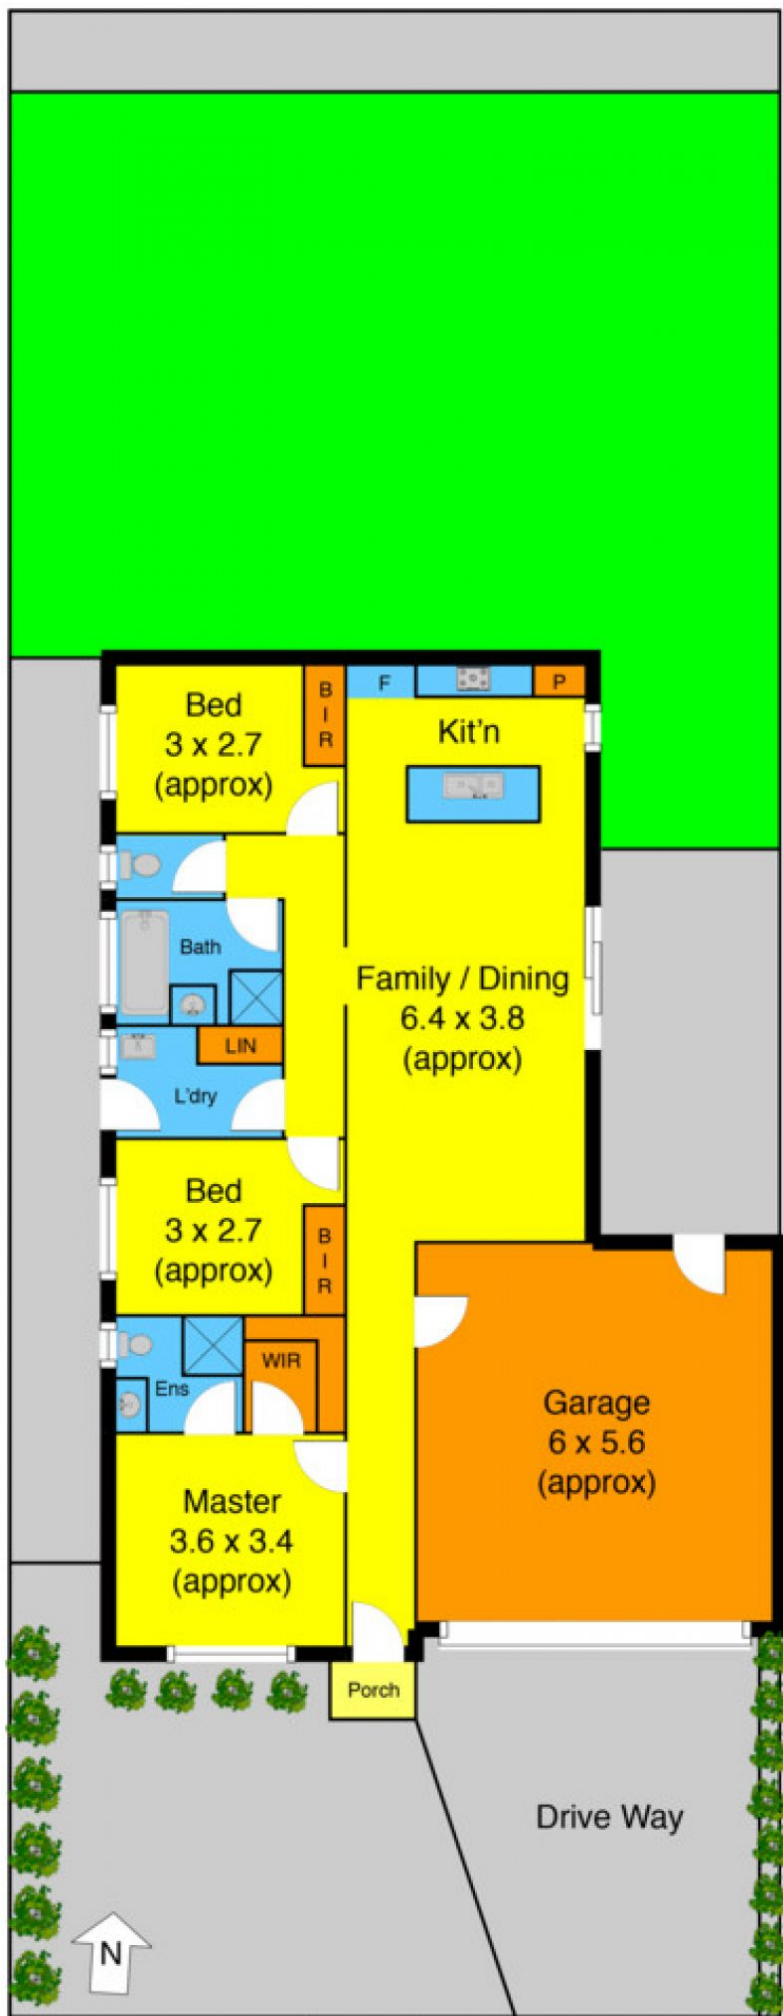 Bed
3 x 2.7
(approx)
B
I
R
F
P
Kit'n
Bath
Family / Dining
6.4 x 3.8
(approx)
LIN
L'dry
Bed
3 x 2.7
(approx)
B
I
R
WIR
Ens
Garage
6 x 5.6
(approx)
Master
3.6 x 3.4
(approx)
Porch
Drive Way
N